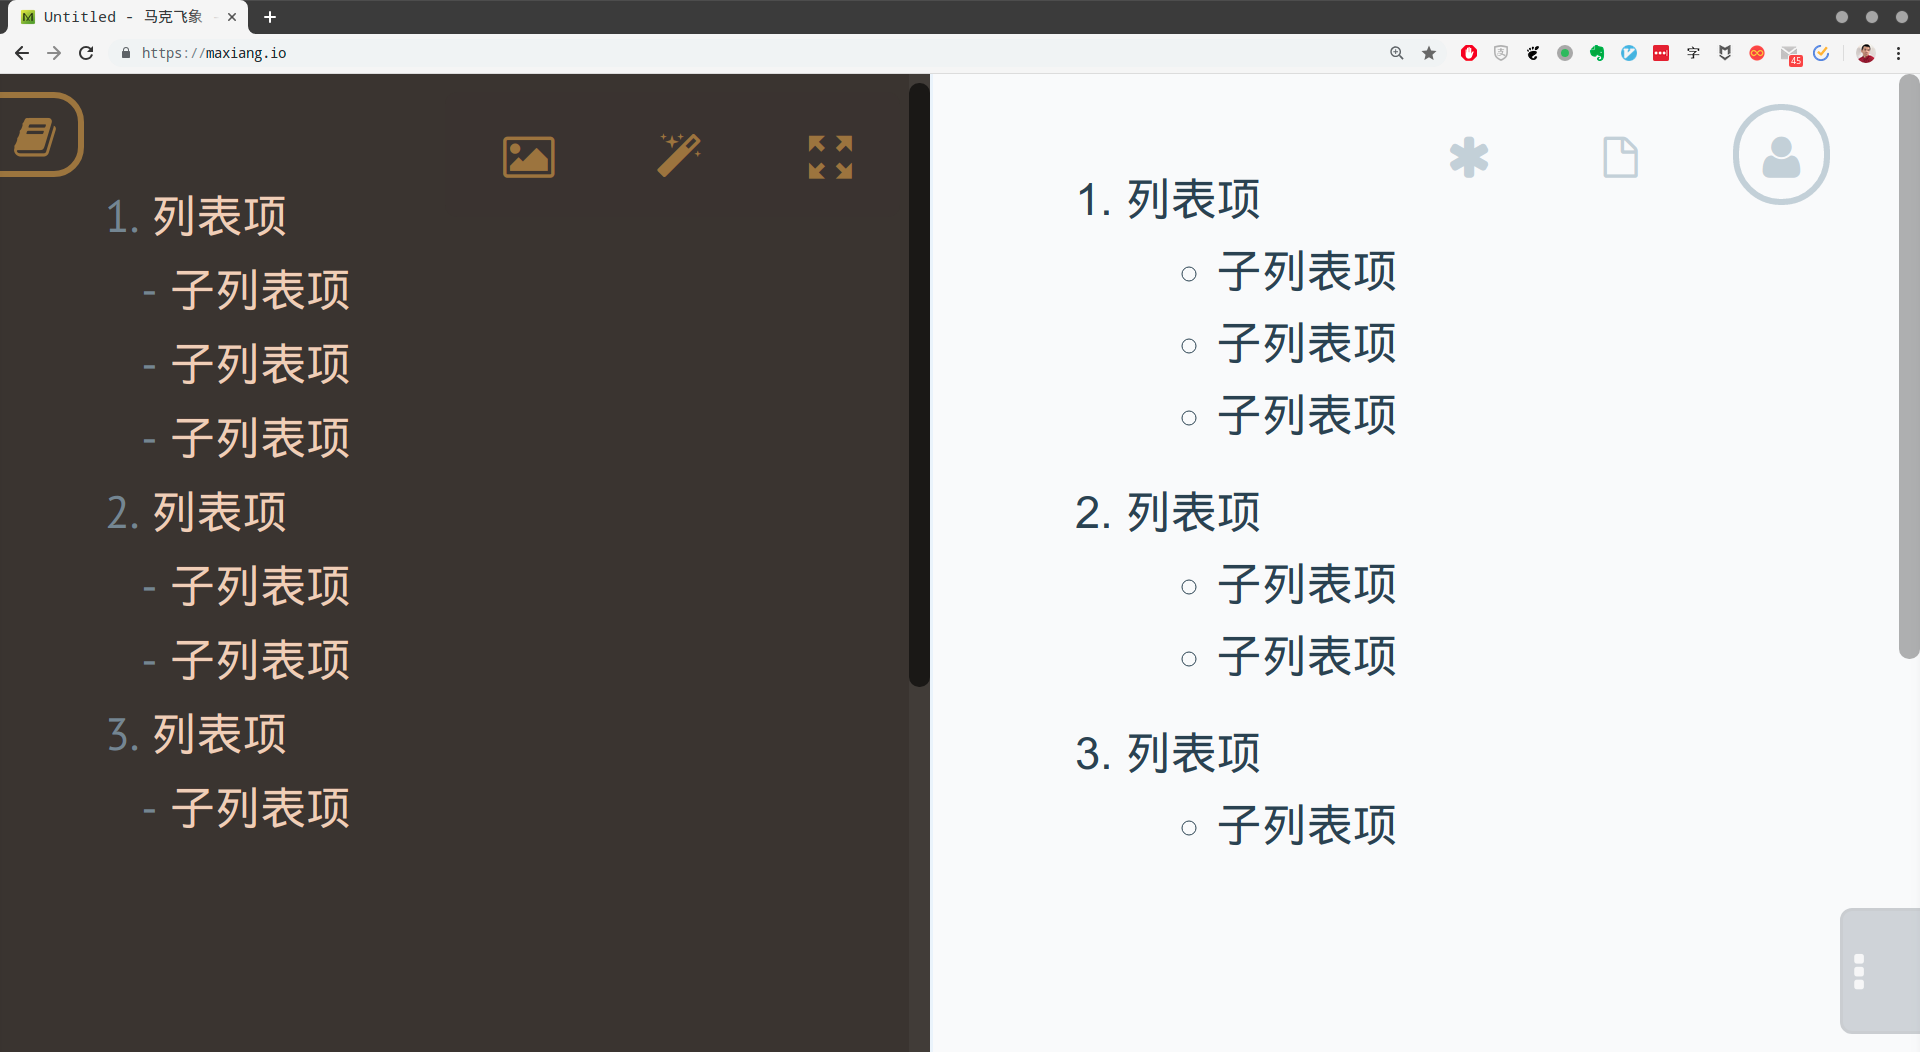 Untitled - 马克飞象 -
https://maxiang.io
45
字
1. 列表项
- 子列表项
- 子列表项
- 子列表项
2. 列表项
- 子列表项
- 子列表项
3. 列表项
- 子列表项
1. 列表项
子列表项
子列表项
子列表项
2. 列表项
子列表项
子列表项
3. 列表项
子列表项